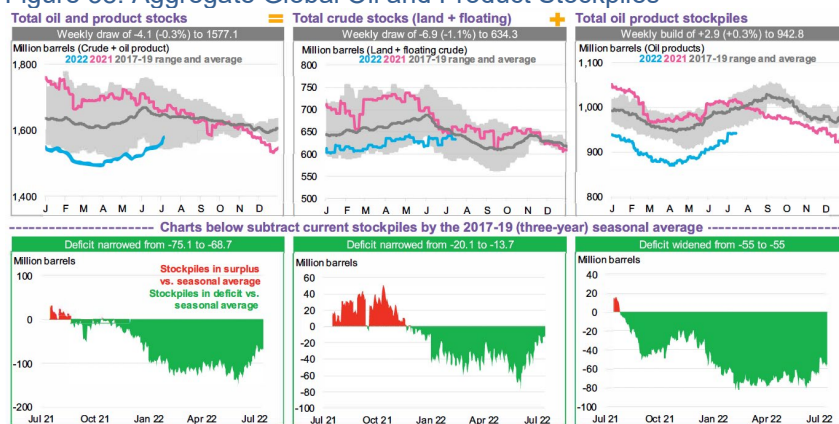 Figure 33. Aggregate Global Oil and Product Stockpiles
Total oil and product stocks
=
Total crude stocks (land + floating)
+
Total oil product stockpiles
Weekly draw of -4.1 (-0.3%) to 1577.1
Million barrels (Crude + oil product)
2022 2021 2017-19 range and average
1,800
1,600
1,400
J F M A M J J A S O N D
Weekly draw of -6.9 (-1.1%) to 634.3
Million barrels (Land + floating crude)
2022 2021 2017-19 range and average
800
750
700
650
600
550
500
J F M A M J J A S O N D
Weekly build of +2.9 (+0.3%) to 942.8
Million barrels (Oil products)
2022 2021 2017-19 range and average
1,100
1,000
900
800
J F M A M J J A S O N D
Charts below subtract current stockpiles by the 2017-19 (three-year) seasonal average
Deficit narrowed from -75.1 to -68.7
Million barrels
Stockpiles in surplus
vs. seasonal average
Stockpiles in deficit vs.
seasonal average
100
0
-100
-200
Jul 21 Oct 21 Jan 22 Apr 22 Jul 22
Deficit narrowed from -20.1 to -13.7
Million barrels
60
40
20
0
-20
-40
-60
-80
-100
Jul 21 Oct 21 Jan 22 Apr 22 Jul 22
Deficit widened from -55 to -55
Million barrels
40
20
0
-20
-40
-60
-80
-100
Jul 21 Oct 21 Jan 22 Apr 22 Jul 22